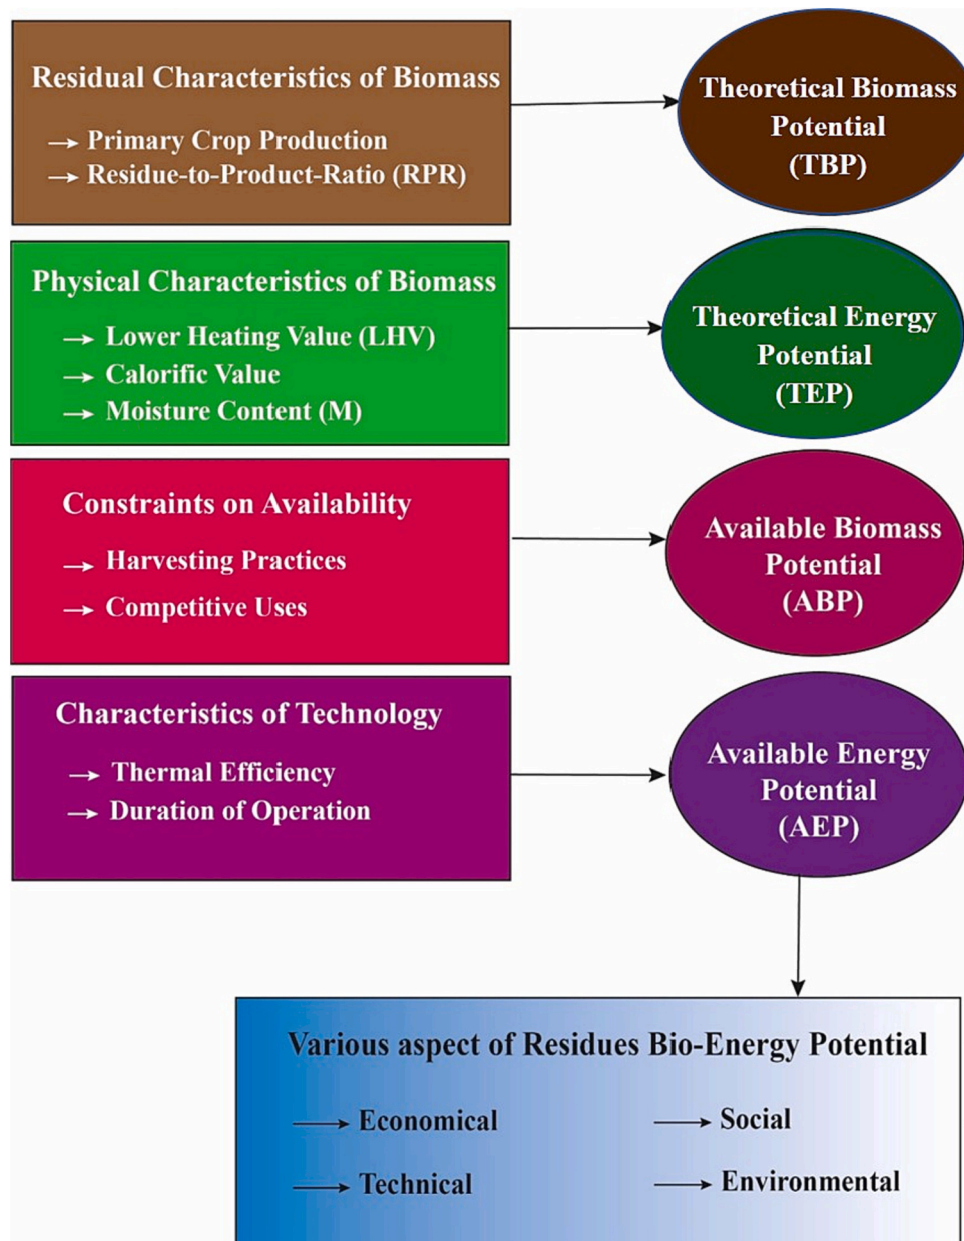 Residual Characteristics of Biomass
→ Primary Crop Production
→ Residue-to-Product-Ratio (RPR)
Theoretical Biomass
Potential
(TBP)
Physical Characteristics of Biomass
→ Lower Heating Value (LHV)
→ Calorific Value
→ Moisture Content (M)
Theoretical Energy
Potential
(TEP)
Constraints on Availability
→ Harvesting Practices
→ Competitive Uses
Available Biomass
Potential
(ABP)
Characteristics of Technology
→ Thermal Efficiency
→ Duration of Operation
Available Energy
Potential
(AEP)
Various aspect of Residues Bio-Energy Potential
→ Economical
→ Social
→ Technical
→ Environmental